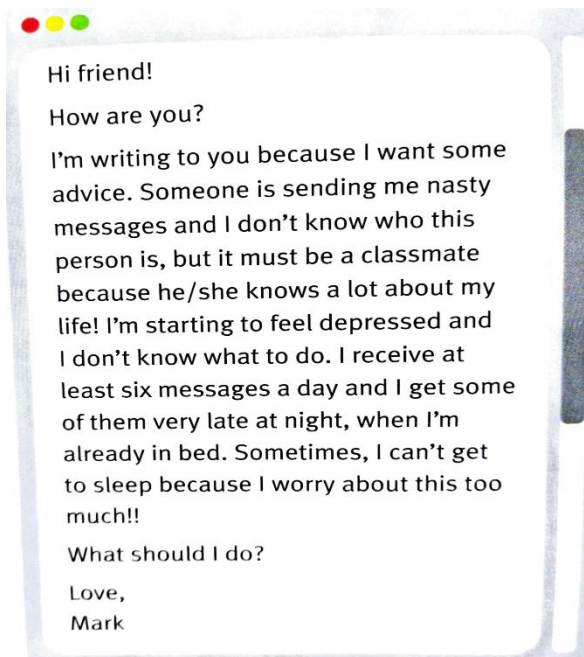 Hi friend!
How are you?
I'm writing to you because I want some
advice. Someone is sending me nasty
messages and I don't know who this
person is, but it must be a classmate
because he/she knows a lot about my
life! I'm starting to feel depressed and
I don't know what to do. I receive at
least six messages a day and I get some
of them very late at night, when I'm
already in bed. Sometimes, I can't get
to sleep because I worry about this too
much!!
What should I do?
Love,
Mark